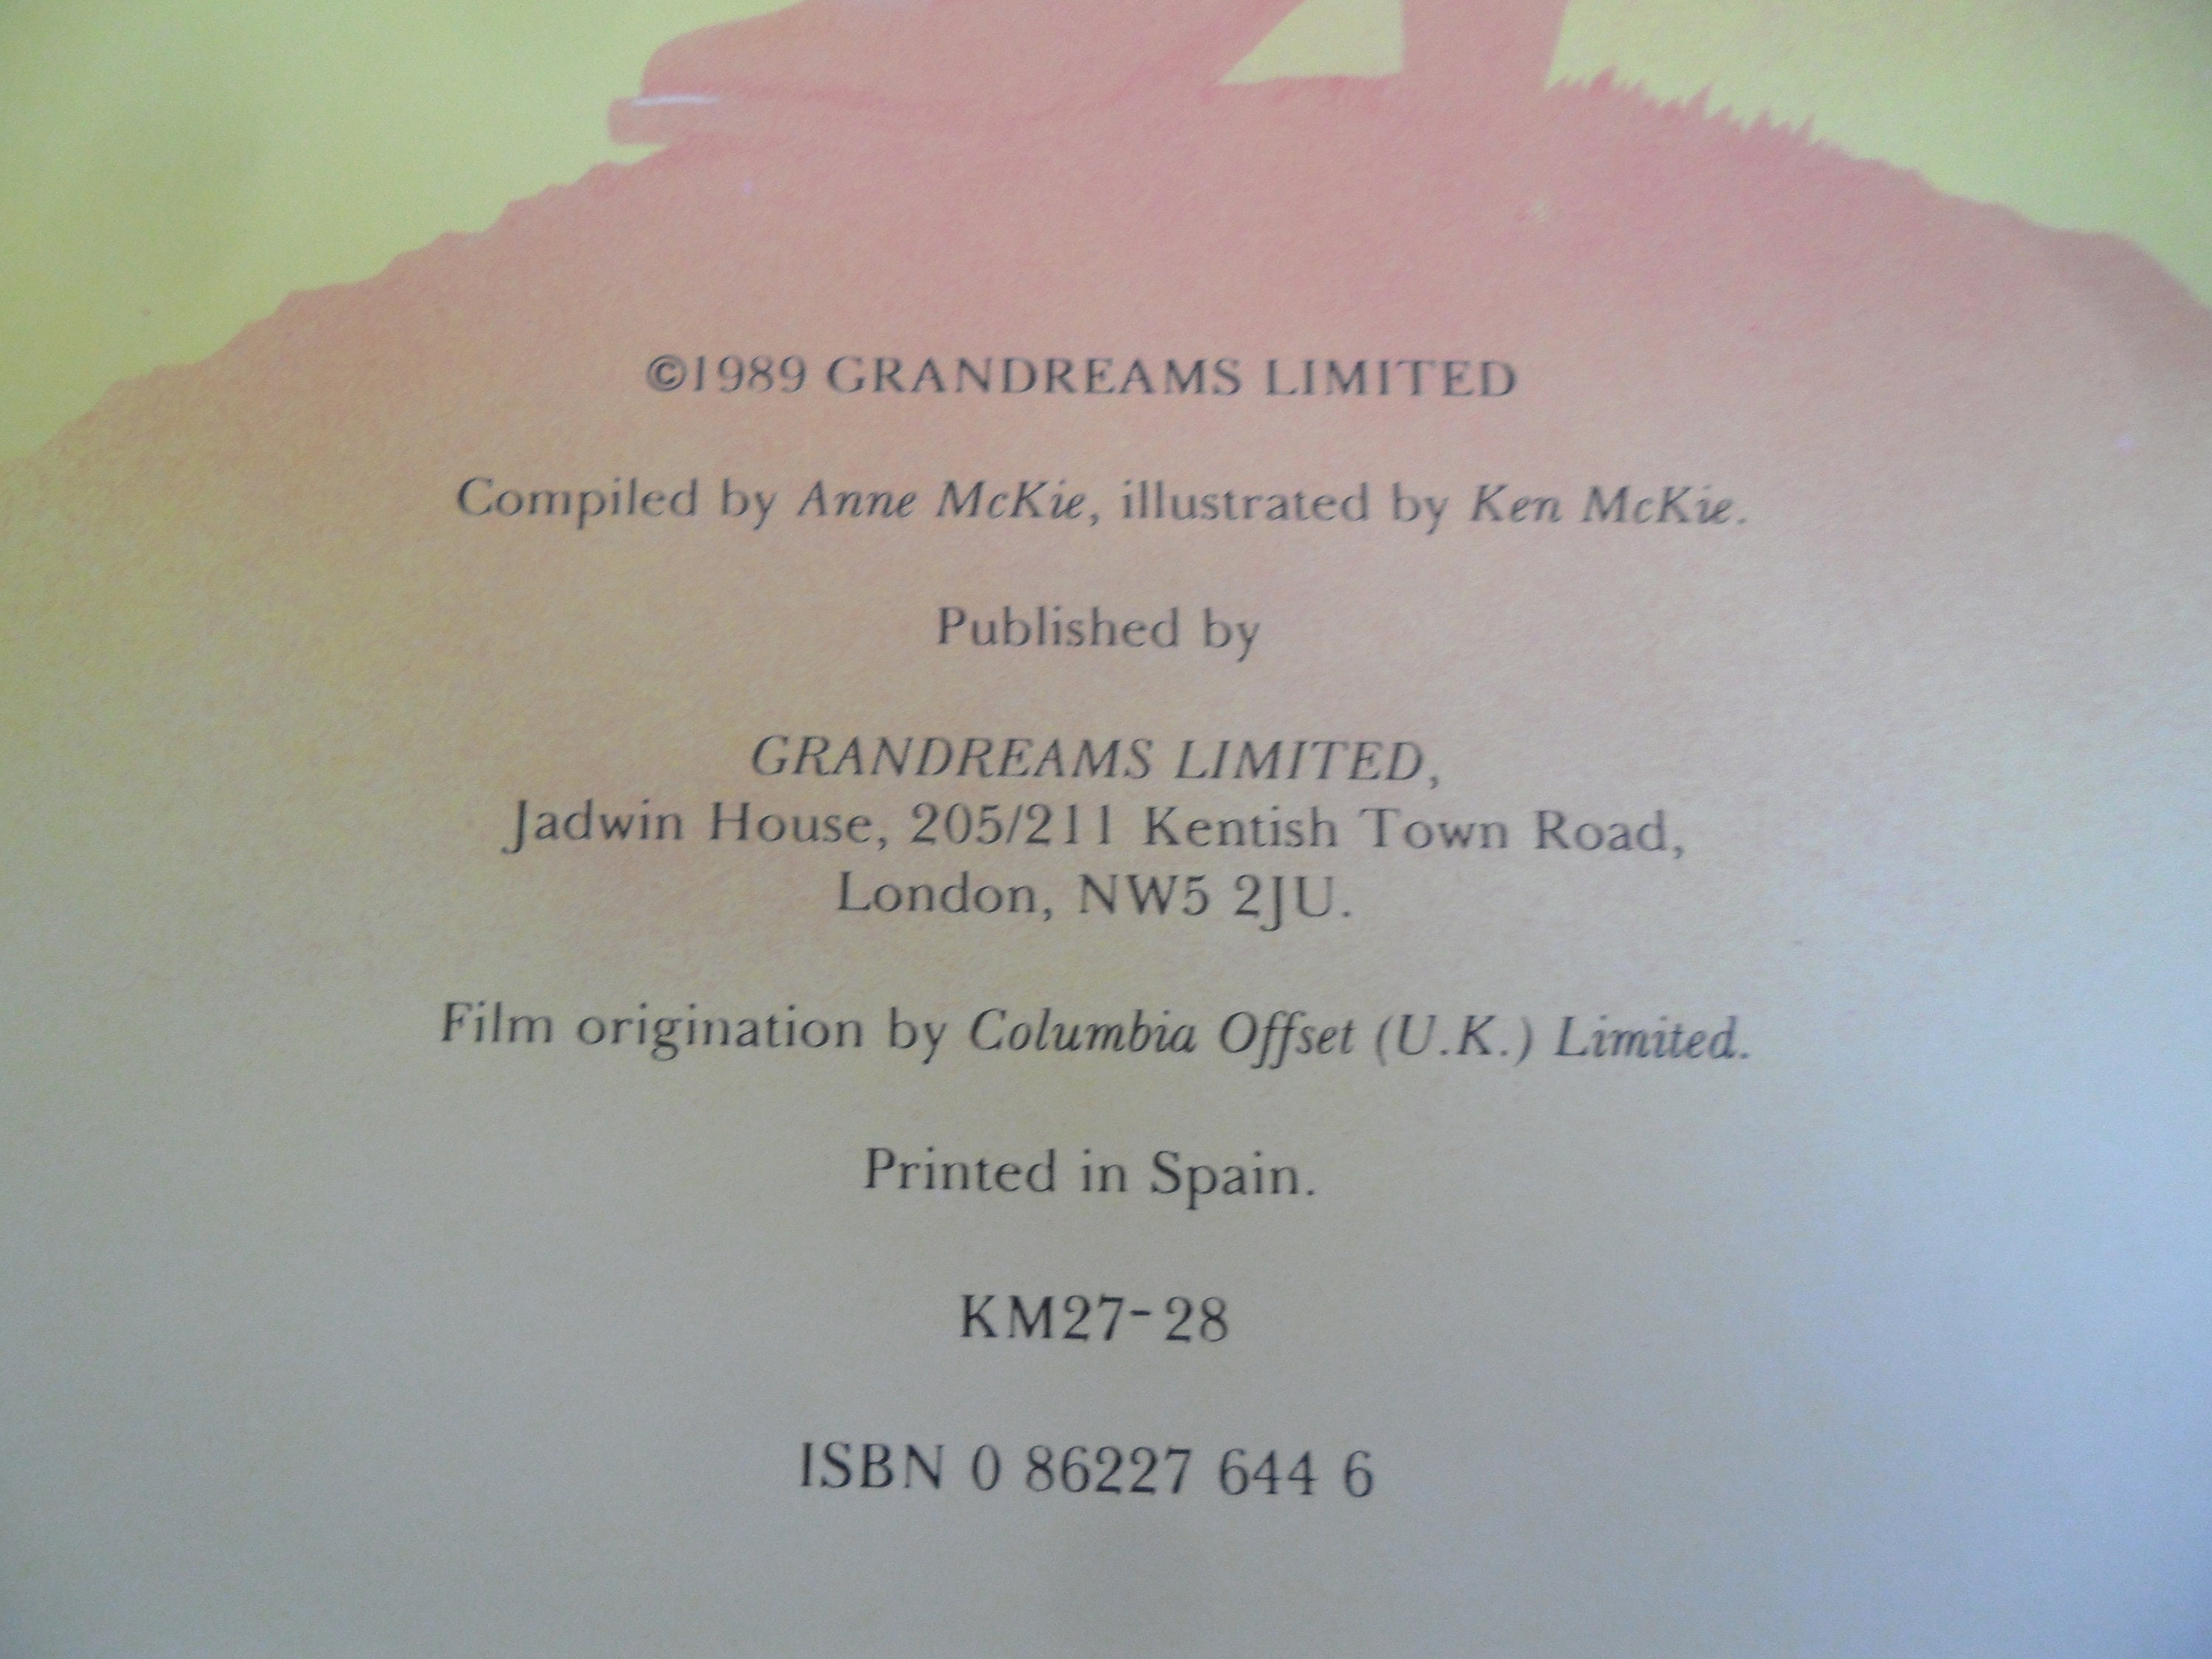 ©1989 GRANDREAMS LIMITED
Compiled by Anne McKie, illustrated by Ken McKie.
Published by
GRANDREAMS LIMITED,
Jadwin House, 205/211 Kentish Town Road,
London, NW5 2JU.
Film origination by Columbia Offset (U.K.) Limited.
Printed in Spain.
KM27-28
ISBN 0 86227 644 6